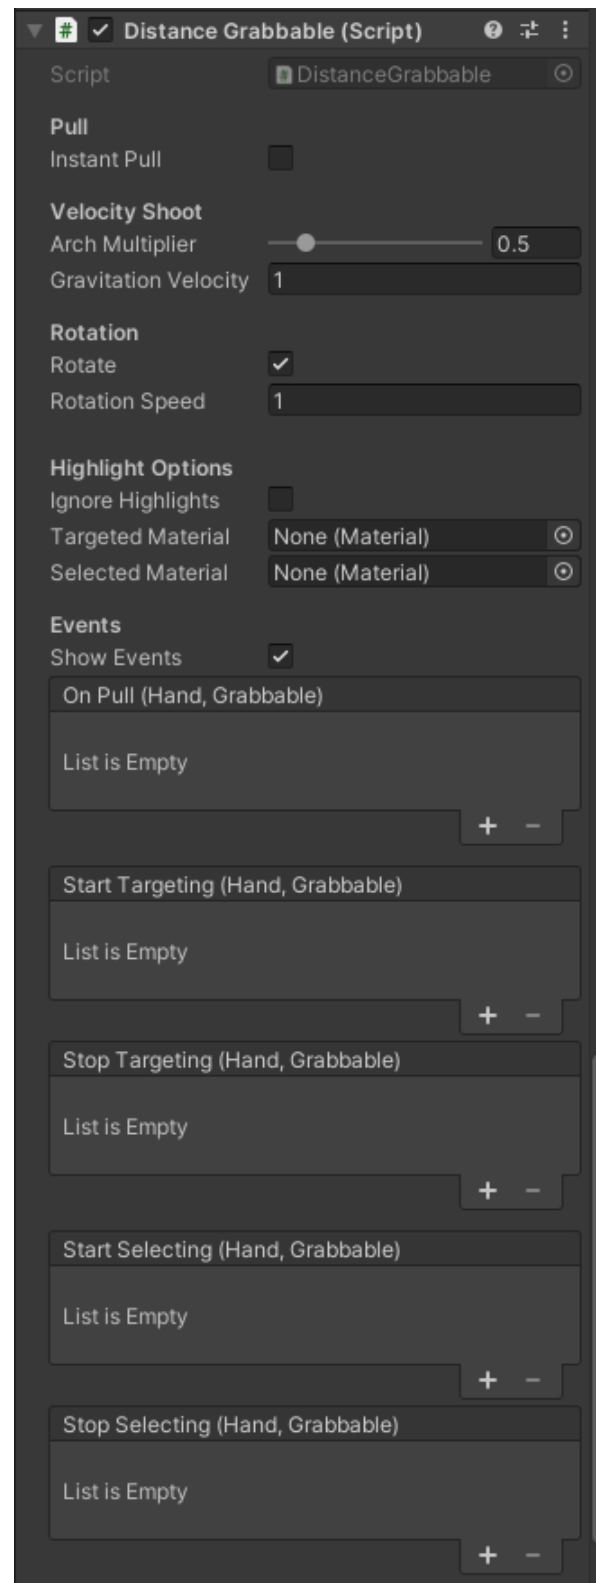 Distance Grabbable (Script)
Script DistanceGrabbable
Pull
Instant Pull
Velocity Shoot
Arch Multiplier 0.5
Gravitation Velocity 1
Rotation
Rotate
Rotation Speed 1
Highlight Options
Ignore Highlights
Targeted Material None (Material)
Selected Material None (Material)
Events
Show Events
On Pull (Hand, Grabbable)
List is Empty
+ −
Start Targeting (Hand, Grabbable)
List is Empty
+ −
Stop Targeting (Hand, Grabbable)
List is Empty
+ −
Start Selecting (Hand, Grabbable)
List is Empty
+ −
Stop Selecting (Hand, Grabbable)
List is Empty
+ −